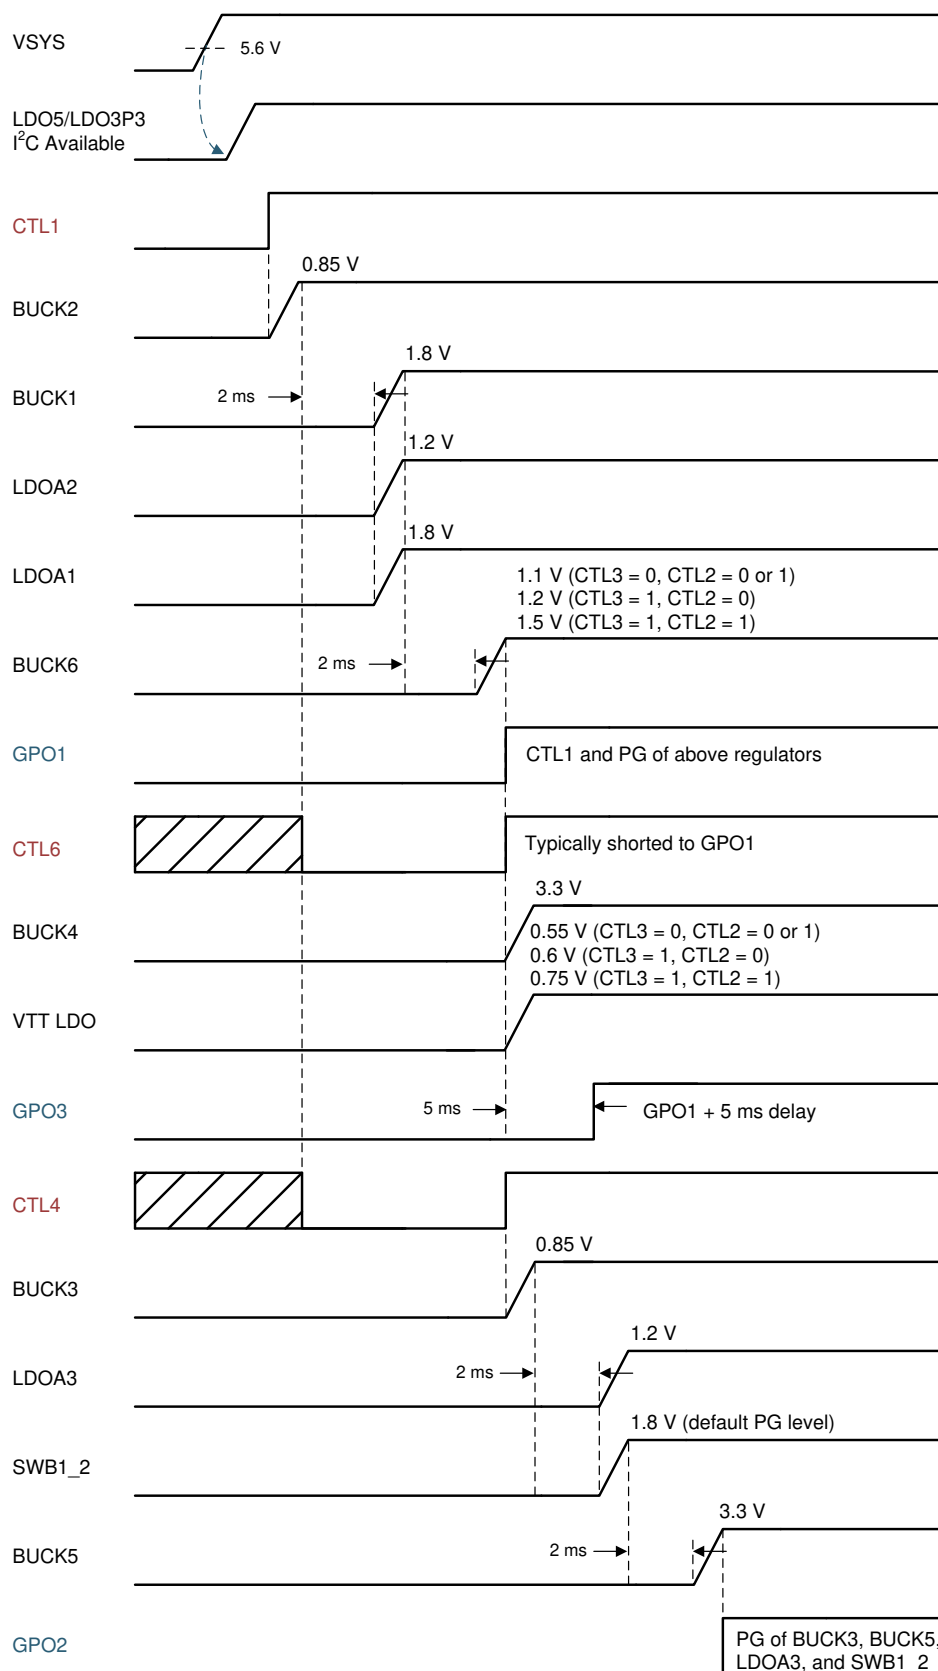 VSYS
5.6 V
LDO5/LDO3P3
I²C Available
CTL1
0.85 V
BUCK2
1.8 V
BUCK1
2 ms
1.2 V
LDOA2
1.8 V
LDOA1
1.1 V (CTL3 = 0, CTL2 = 0 or 1)
1.2 V (CTL3 = 1, CTL2 = 0)
1.5 V (CTL3 = 1, CTL2 = 1)
BUCK6
2 ms
GPO1
CTL1 and PG of above regulators
CTL6
Typically shorted to GPO1
3.3 V
BUCK4
0.55 V (CTL3 = 0, CTL2 = 0 or 1)
0.6 V (CTL3 = 1, CTL2 = 0)
0.75 V (CTL3 = 1, CTL2 = 1)
VTT LDO
GPO3
5 ms
GPO1 + 5 ms delay
CTL4
0.85 V
BUCK3
1.2 V
LDOA3
2 ms
1.8 V (default PG level)
SWB1_2
3.3 V
BUCK5
2 ms
GPO2
PG of BUCK3, BUCK5,
LDOA3, and SWB1_2